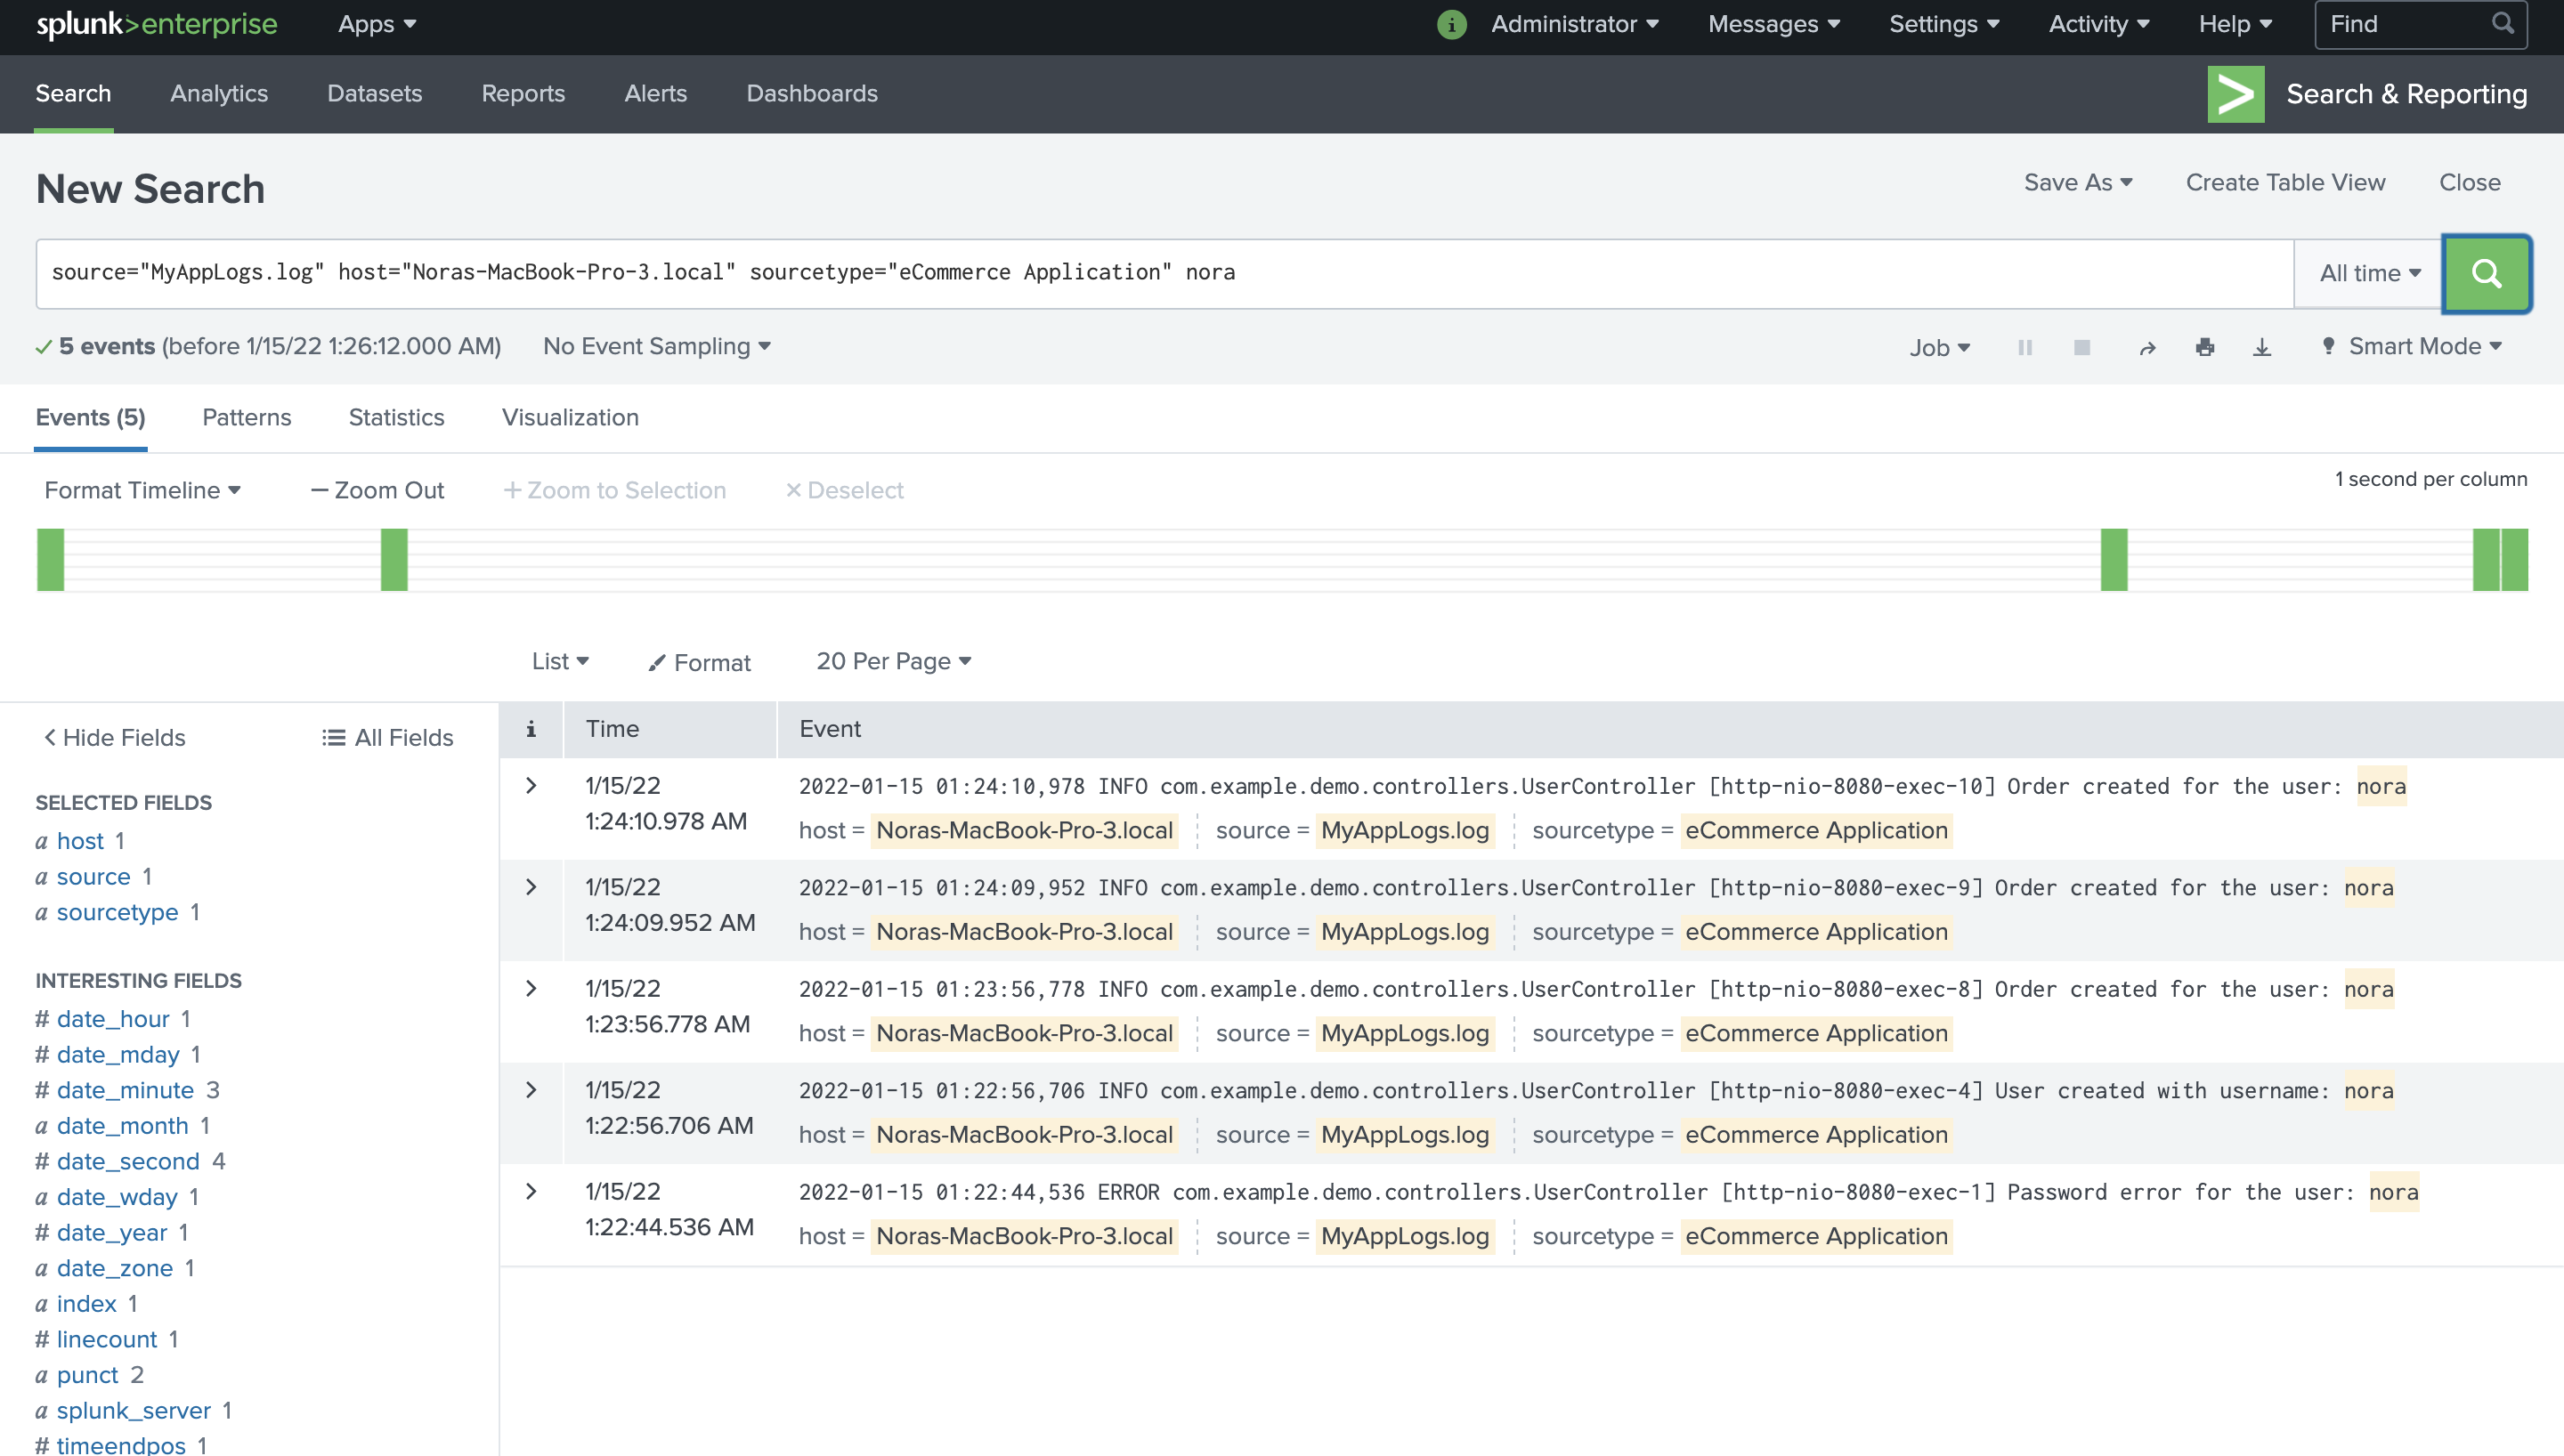 splunk>enterprise Apps Administrator Messages Settings Activity Help Find
Search Analytics Datasets Reports Alerts Dashboards Search & Reporting
New Search Save As Create Table View Close
source="MyAppLogs.log" host="Noras-MacBook-Pro-3.local" sourcetype="eCommerce Application" nora All time
5 events (before 1/15/22 1:26:12.000 AM) No Event Sampling Job Smart Mode
Events (5) Patterns Statistics Visualization
Format Timeline — Zoom Out + Zoom to Selection × Deselect 1 second per column
List Format 20 Per Page
< Hide Fields All Fields
SELECTED FIELDS
a host 1
a source 1
a sourcetype 1
INTERESTING FIELDS
# date_hour 1
# date_mday 1
# date_minute 3
a date_month 1
# date_second 4
a date_wday 1
# date_year 1
a date_zone 1
a index 1
# linecount 1
a punct 2
a splunk_server 1
# timeendpos 1
i Time Event
1/15/22 2022-01-15 01:24:10,978 INFO com.example.demo.controllers.UserController [http-nio-8080-exec-10] Order created for the user: nora
1:24:10.978 AM host = Noras-MacBook-Pro-3.local source = MyAppLogs.log sourcetype = eCommerce Application
1/15/22 2022-01-15 01:24:09,952 INFO com.example.demo.controllers.UserController [http-nio-8080-exec-9] Order created for the user: nora
1:24:09.952 AM host = Noras-MacBook-Pro-3.local source = MyAppLogs.log sourcetype = eCommerce Application
1/15/22 2022-01-15 01:23:56,778 INFO com.example.demo.controllers.UserController [http-nio-8080-exec-8] Order created for the user: nora
1:23:56.778 AM host = Noras-MacBook-Pro-3.local source = MyAppLogs.log sourcetype = eCommerce Application
1/15/22 2022-01-15 01:22:56,706 INFO com.example.demo.controllers.UserController [http-nio-8080-exec-4] User created with username: nora
1:22:56.706 AM host = Noras-MacBook-Pro-3.local source = MyAppLogs.log sourcetype = eCommerce Application
1/15/22 2022-01-15 01:22:44,536 ERROR com.example.demo.controllers.UserController [http-nio-8080-exec-1] Password error for the user: nora
1:22:44.536 AM host = Noras-MacBook-Pro-3.local source = MyAppLogs.log sourcetype = eCommerce Application